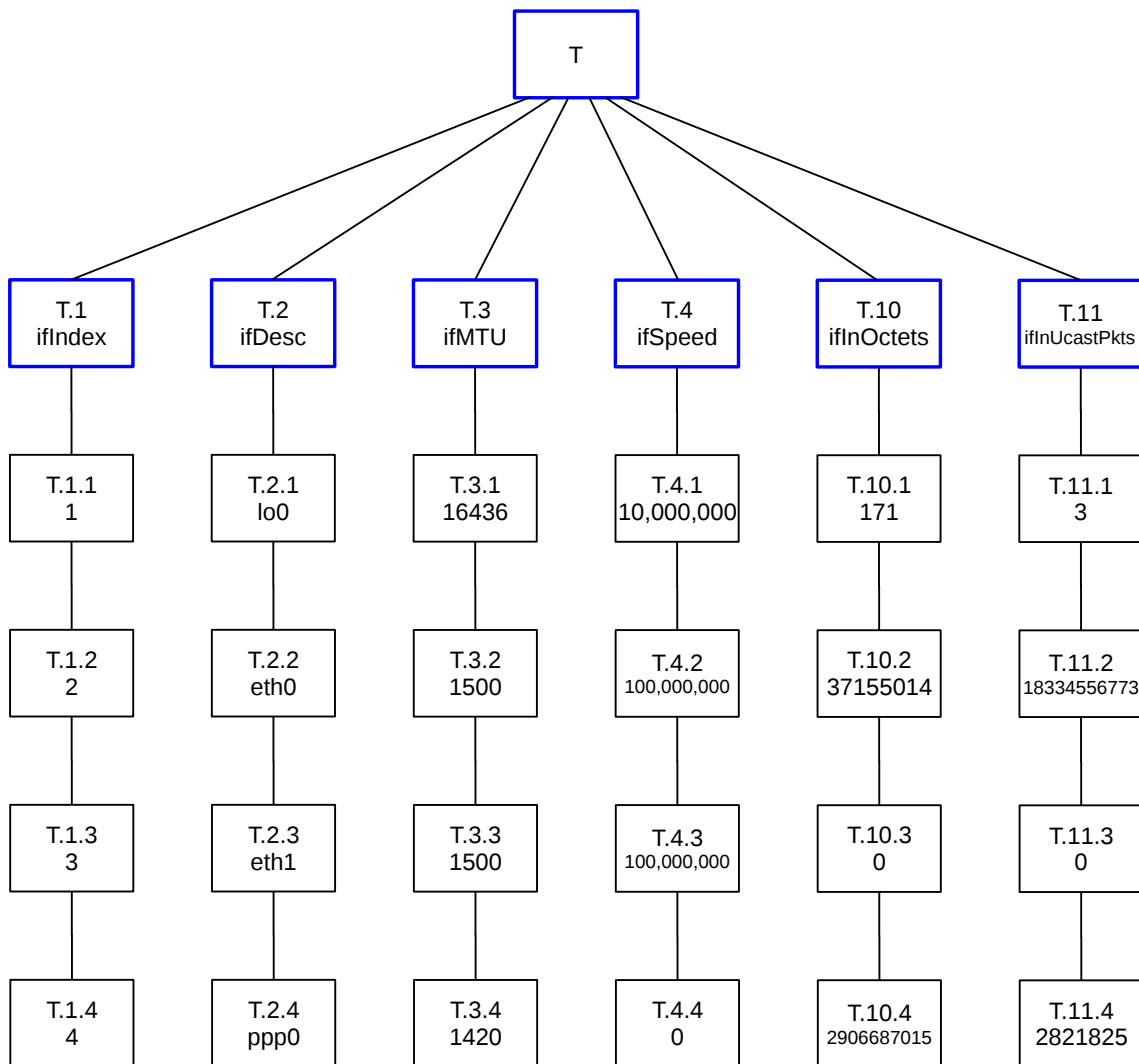 T
T.1
ifIndex
T.2
ifDesc
T.3
ifMTU
T.4
ifSpeed
T.10
ifInOctets
T.11
ifInUcastPkts
T.1.1
1
T.2.1
lo0
T.3.1
16436
T.4.1
10,000,000
T.10.1
171
T.11.1
3
T.1.2
2
T.2.2
eth0
T.3.2
1500
T.4.2
100,000,000
T.10.2
37155014
T.11.2
18334556773
T.1.3
3
T.2.3
eth1
T.3.3
1500
T.4.3
100,000,000
T.10.3
0
T.11.3
0
T.1.4
4
T.2.4
ppp0
T.3.4
1420
T.4.4
0
T.10.4
2906687015
T.11.4
2821825